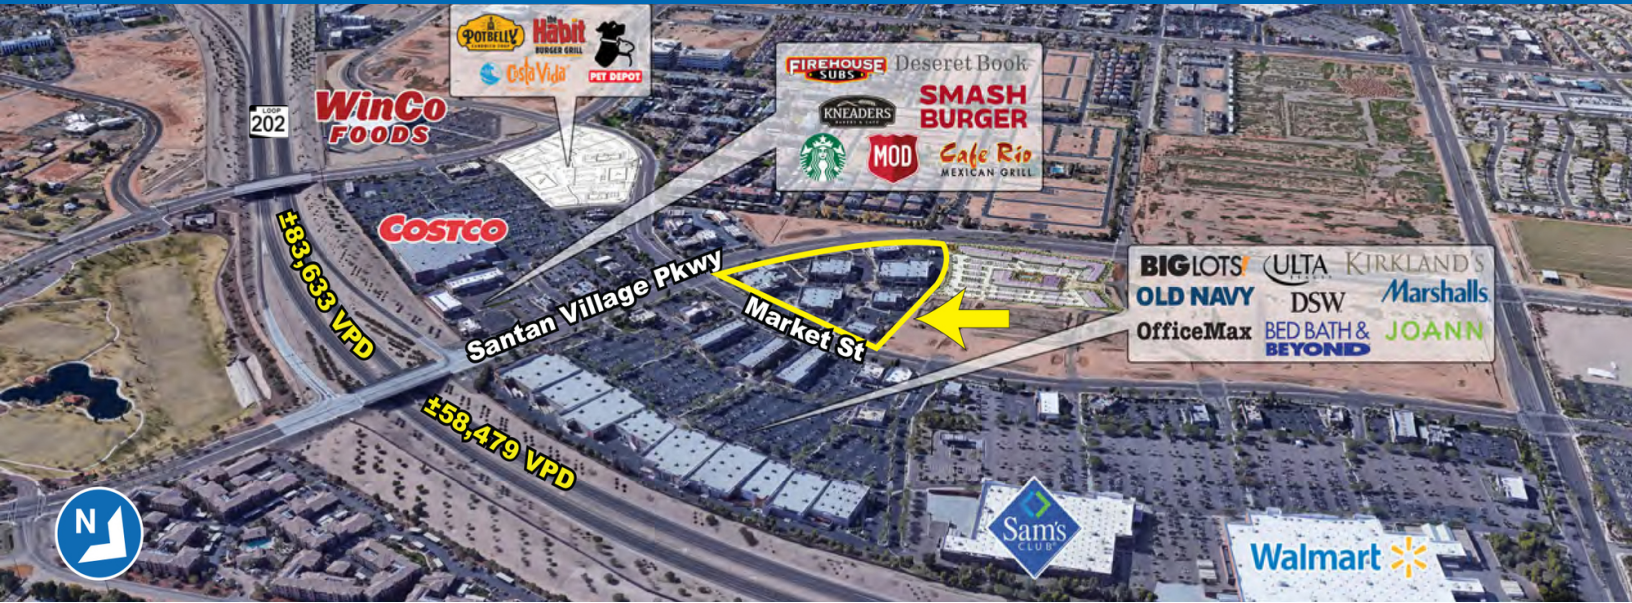 POTBELLY
SANDWICH SHOP
the
Habit
BURGER GRILL
Costa Vida
PET DEPOT
LOOP
202
WinCo
FOODS
FIREHOUSE
SUBS
Deseret Book
KNEADERS
BAKERY & CAFE
SMASH
BURGER
MOD
Cafe Rio
MEXICAN GRILL
COSTCO
±83,633 VPD
Santan Village Pkwy
Market St
±58,479 VPD
BIGLOTS!
ULTA
KIRKLAND'S
OLD NAVY
DSW
Marshalls
OfficeMax
BED BATH &
BEYOND
JOANN
N
Sam's
CLUB
Walmart